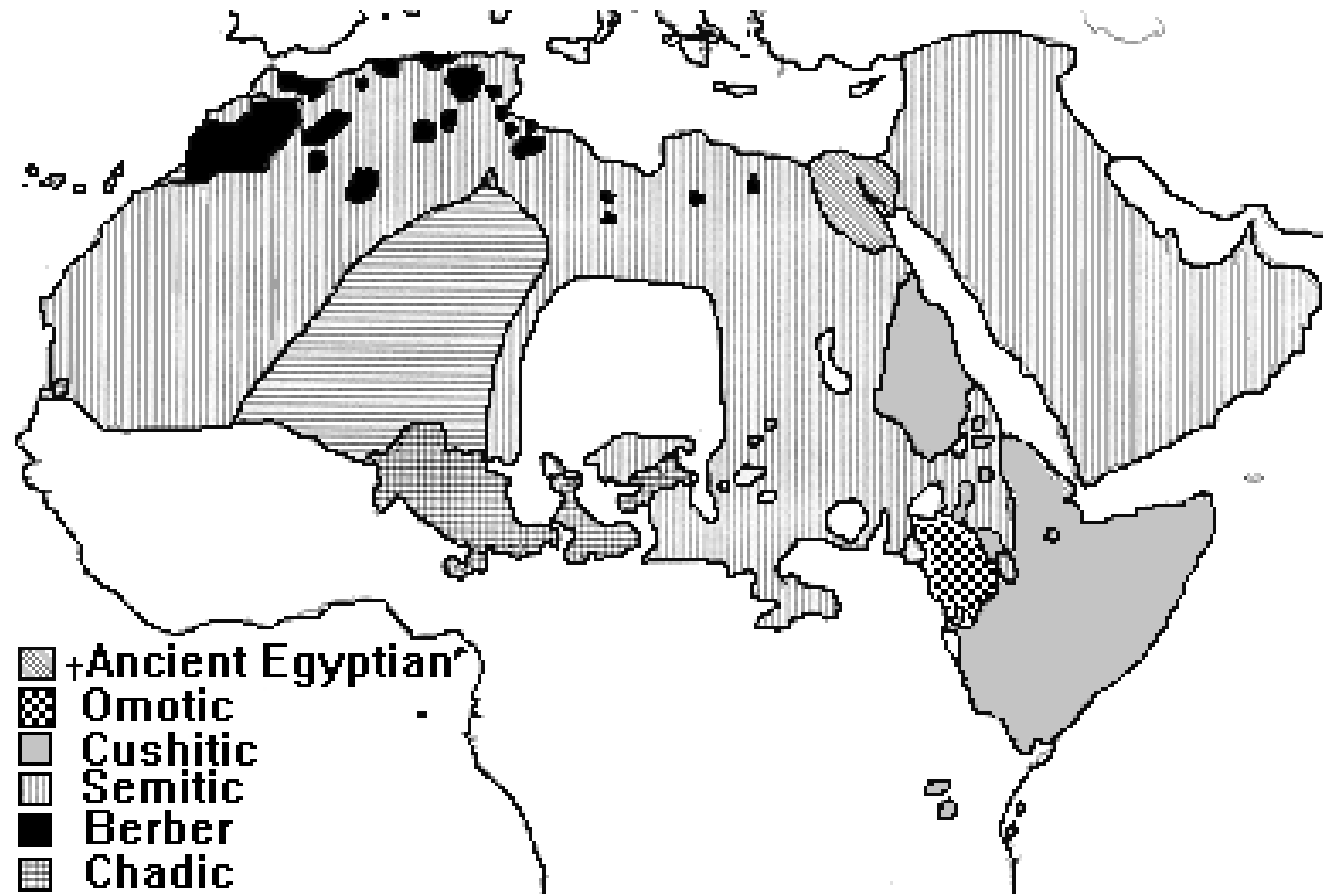 †Ancient Egyptian
Omotic
Cushitic
Semitic
Berber
Chadic